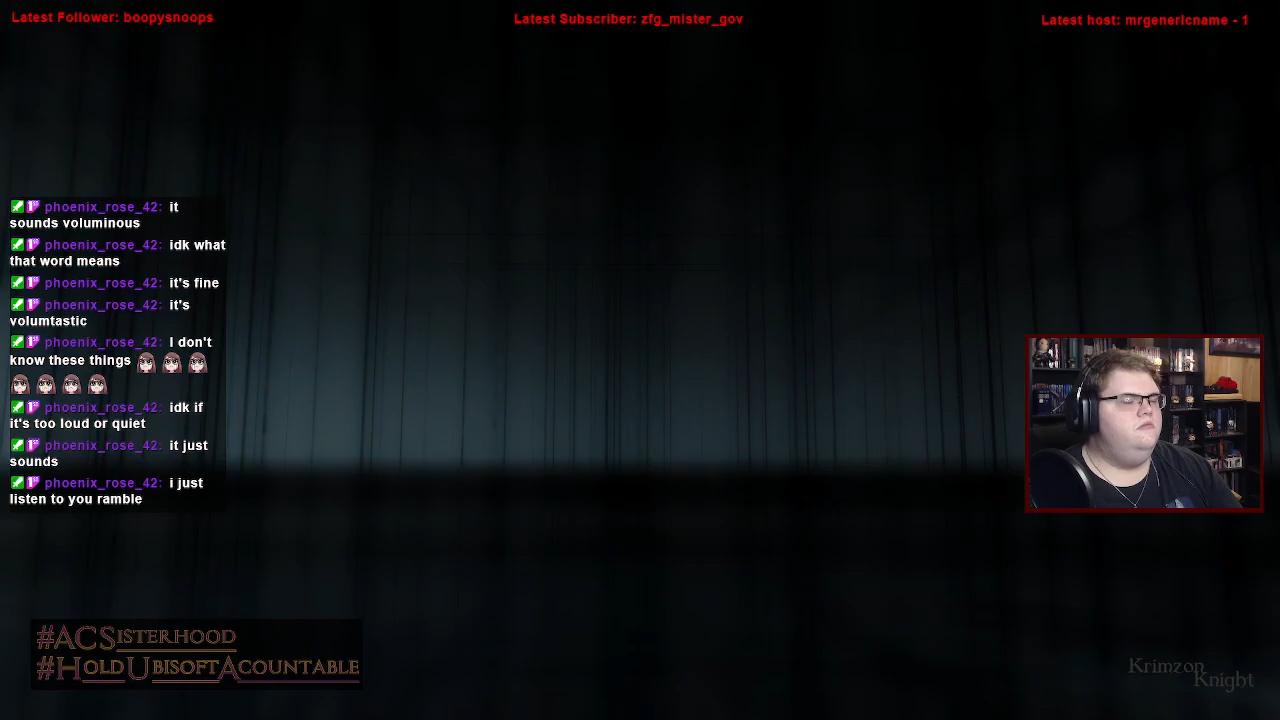 Latest Follower: boopysnoops
Latest Subscriber: zfg_mister_gov
Latest host: mrgenericname - 1
phoenix_rose_42: it
sounds voluminous
phoenix_rose_42: idk what
that word means
phoenix_rose_42: it's fine
phoenix_rose_42: it's
volumtastic
phoenix_rose_42: I don't
know these things
phoenix_rose_42: idk if
it's too loud or quiet
phoenix_rose_42: it just
sounds
phoenix_rose_42: i just
listen to you ramble
#ACSisterhood
#HoldUbisoftAcountable
Krimzon
Knight